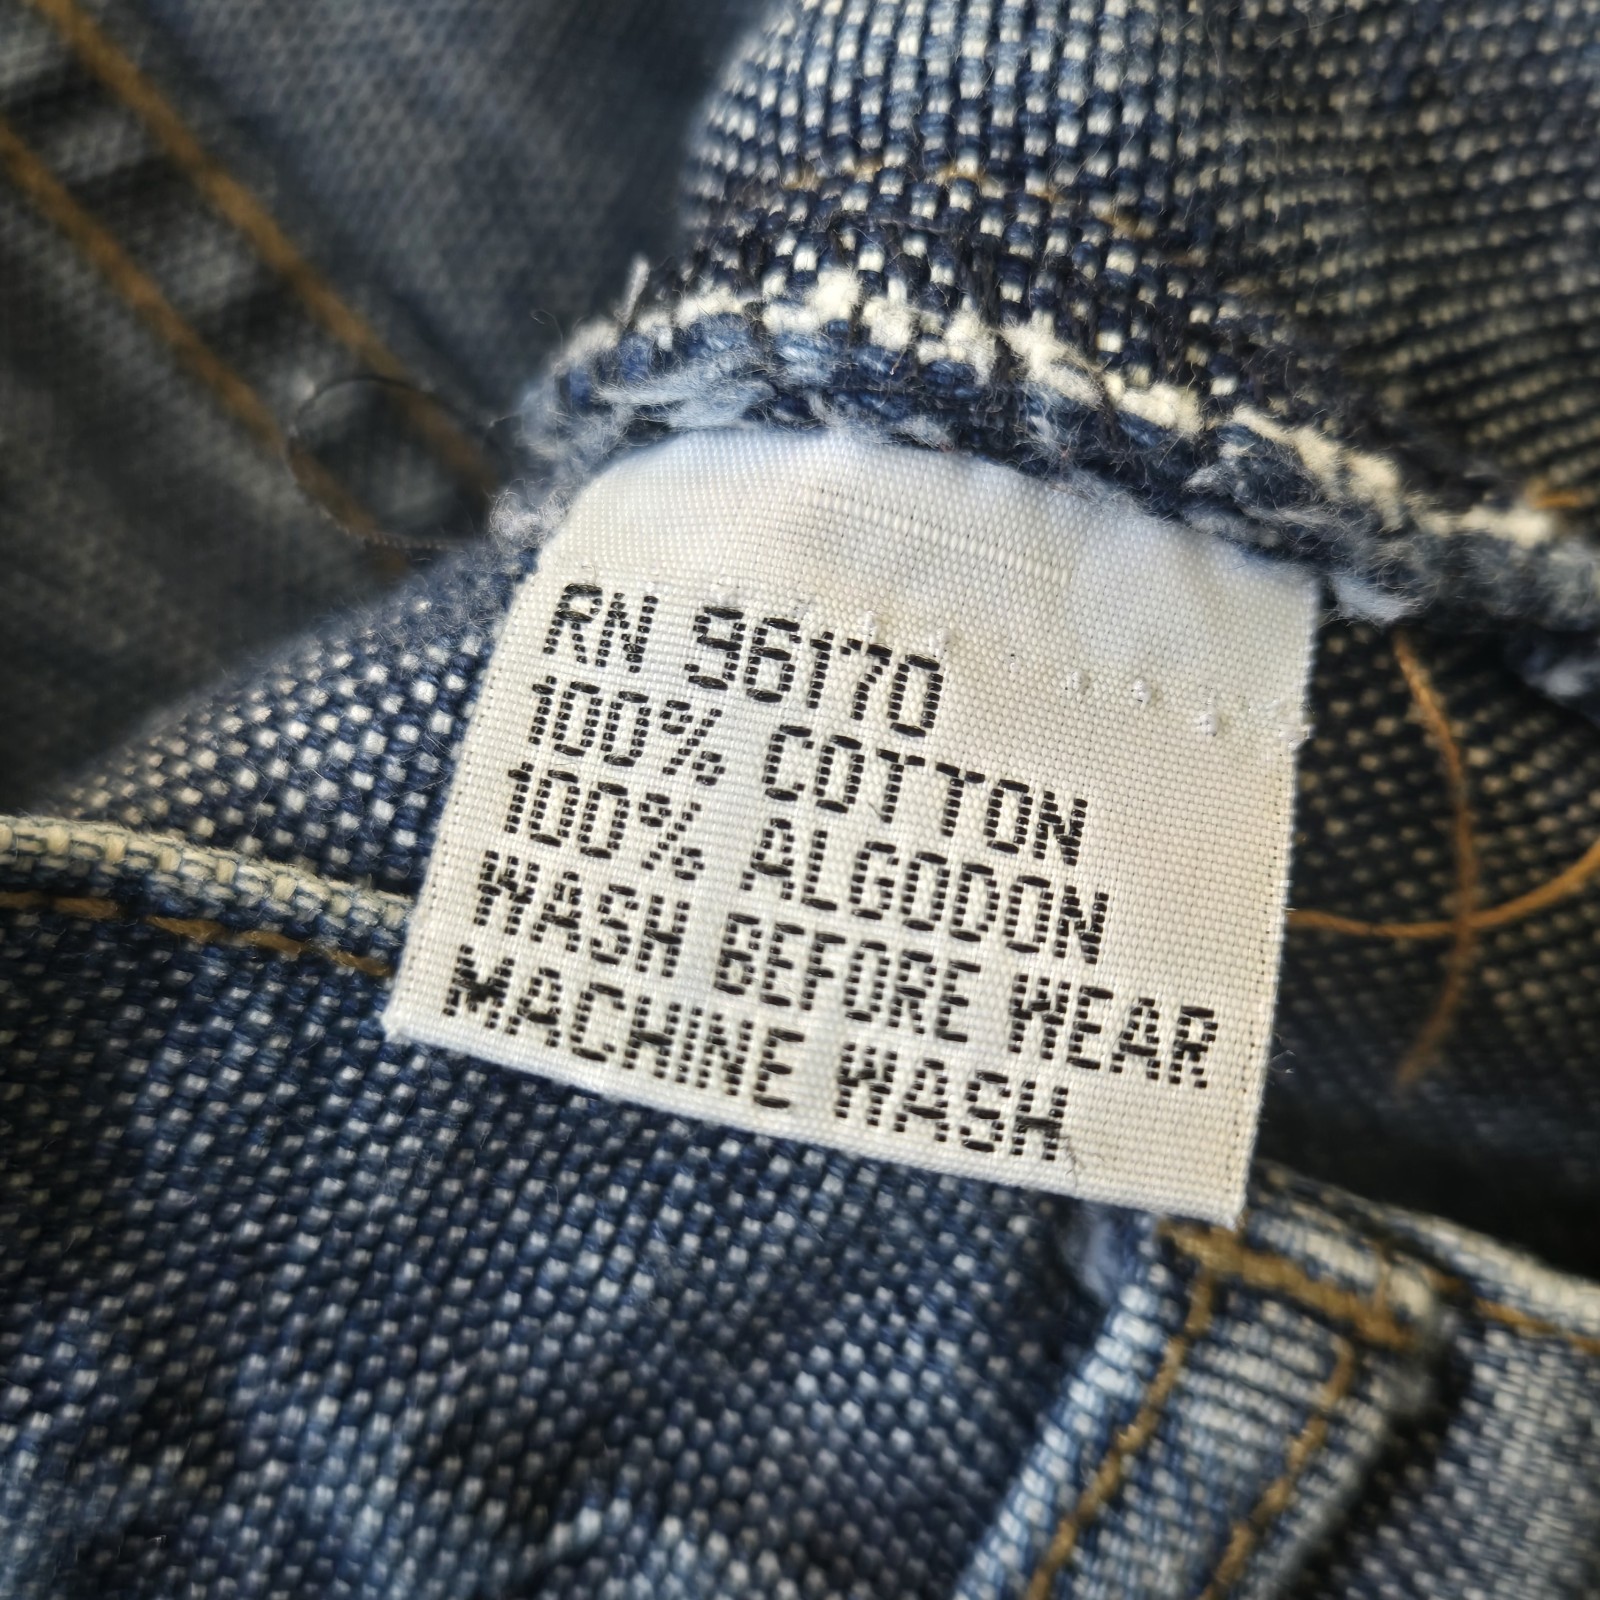 RN 96170
100% COTTON
100% ALGODON
WASH BEFORE WEAR
MACHINE WASH